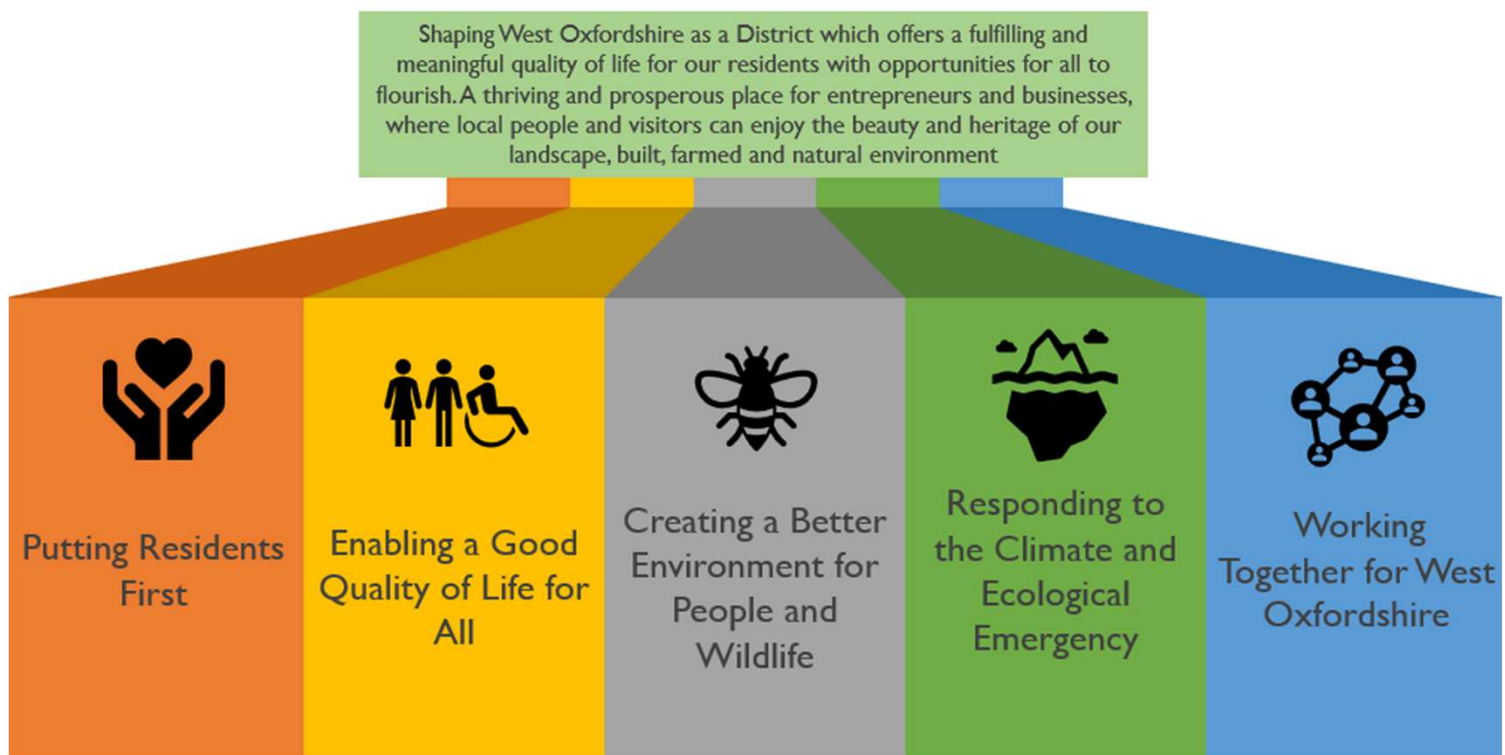 Shaping West Oxfordshire as a District which offers a fulfilling and
meaningful quality of life for our residents with opportunities for all to
flourish. A thriving and prosperous place for entrepreneurs and businesses,
where local people and visitors can enjoy the beauty and heritage of our
landscape, built, farmed and natural environment
Putting Residents
First
Enabling a Good
Quality of Life for
All
Creating a Better
Environment for
People and
Wildlife
Responding to
the Climate and
Ecological
Emergency
Working
Together for West
Oxfordshire